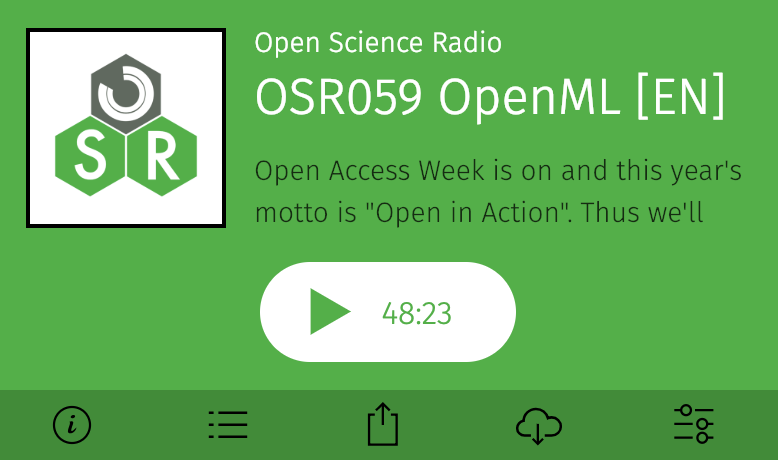 Open Science Radio
OSR059 OpenML [EN]
S R
Open Access Week is on and this year's
motto is "Open in Action". Thus we'll
48:23
i